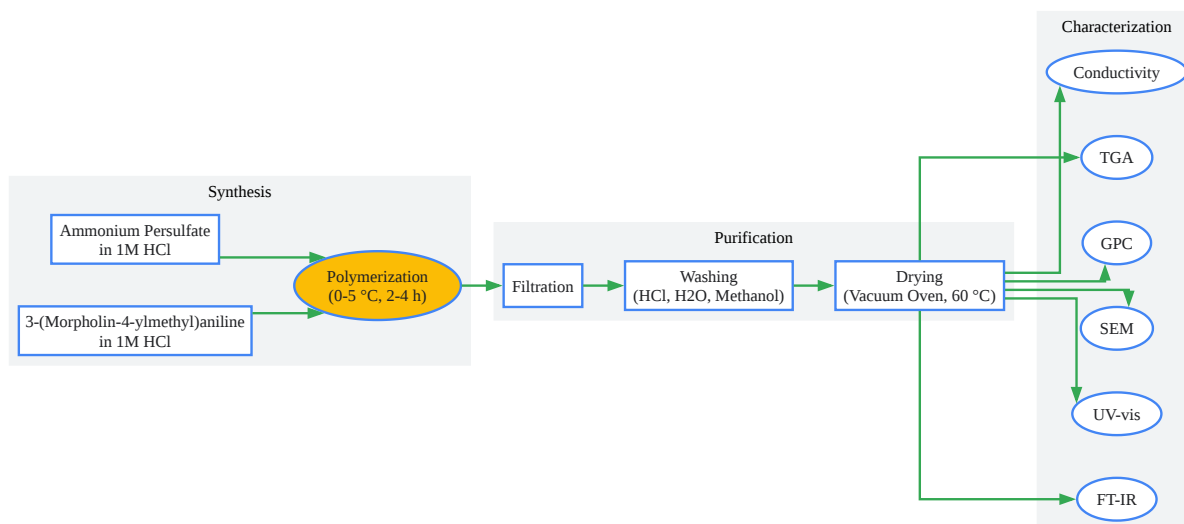 Synthesis
Ammonium Persulfate
in 1M HCl
3-(Morpholin-4-ylmethyl)aniline
in 1M HCl
Polymerization
(0-5 °C, 2-4 h)
Purification
Filtration
Washing
(HCl, H2O, Methanol)
Drying
(Vacuum Oven, 60 °C)
Characterization
Conductivity
TGA
GPC
SEM
UV-vis
FT-IR